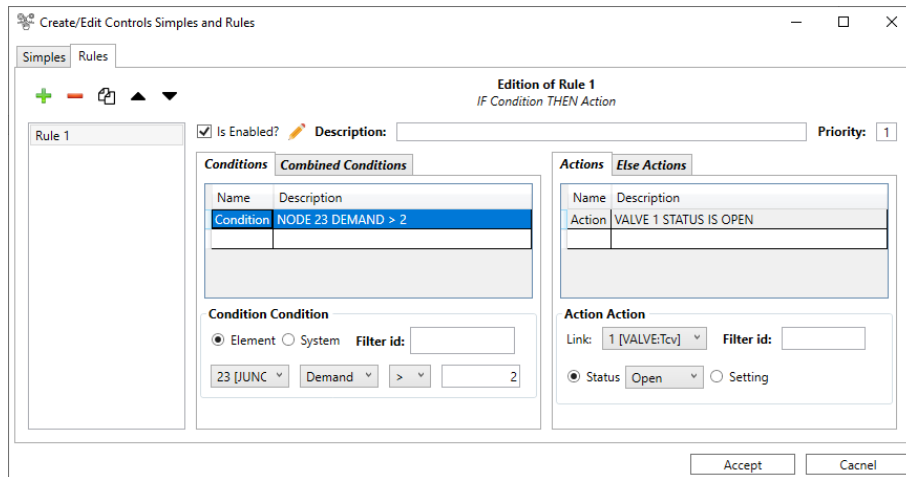 Create/Edit Controls Simples and Rules
Simples Rules
Edition of Rule 1
IF Condition THEN Action
Rule 1
Is Enabled? Description: Priority: 1
Conditions Combined Conditions
Name Description
Condition NODE 23 DEMAND > 2
Condition Condition
Element System Filter id:
23 [JUNC Demand > 2
Actions Else Actions
Name Description
Action VALVE 1 STATUS IS OPEN
Action Action
Link: 1 [VALVE:Tcv] Filter id:
Status Open Setting
Accept Cacnel